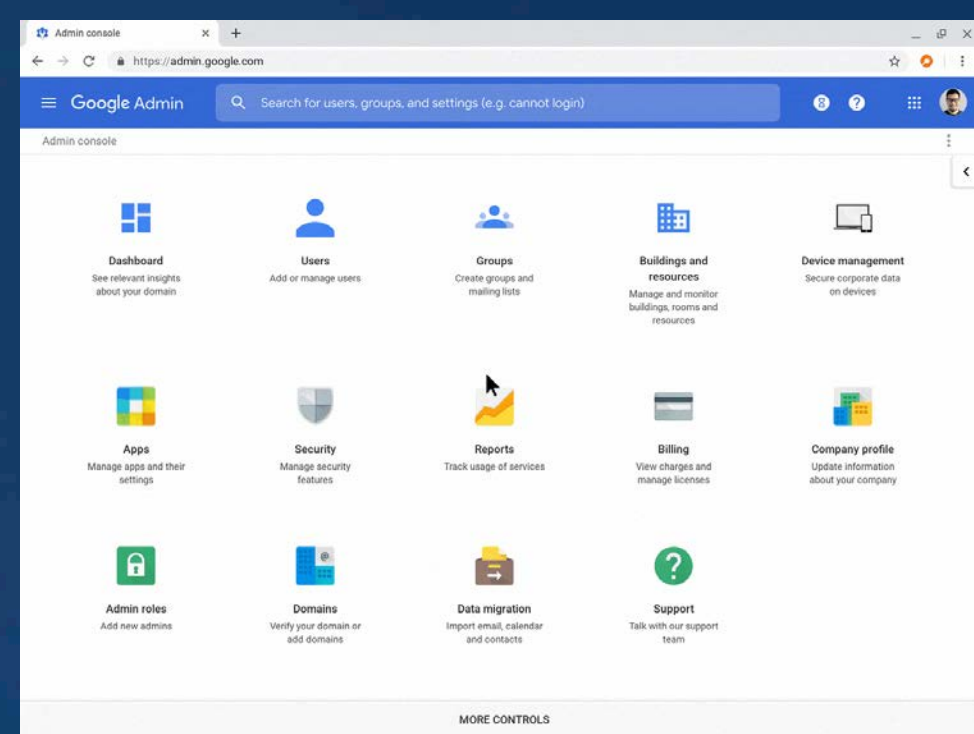 Admin console
https://admin.google.com
Google Admin
Search for users, groups, and settings (e.g. cannot login)
8
?
Admin console
Dashboard
See relevant insights
about your domain
Users
Add or manage users
Groups
Create groups and
mailing lists
Buildings and
resources
Manage and monitor
buildings, rooms and
resources
Device management
Secure corporate data
on devices
Apps
Manage apps and their
settings
Security
Manage security
features
Reports
Track usage of services
Billing
View charges and
manage licenses
Company profile
Update information
about your company
@
Admin roles
Add new admins
Domains
Verify your domain or
add domains
Data migration
Import email, calendar
and contacts
?
Support
Talk with our support
team
MORE CONTROLS